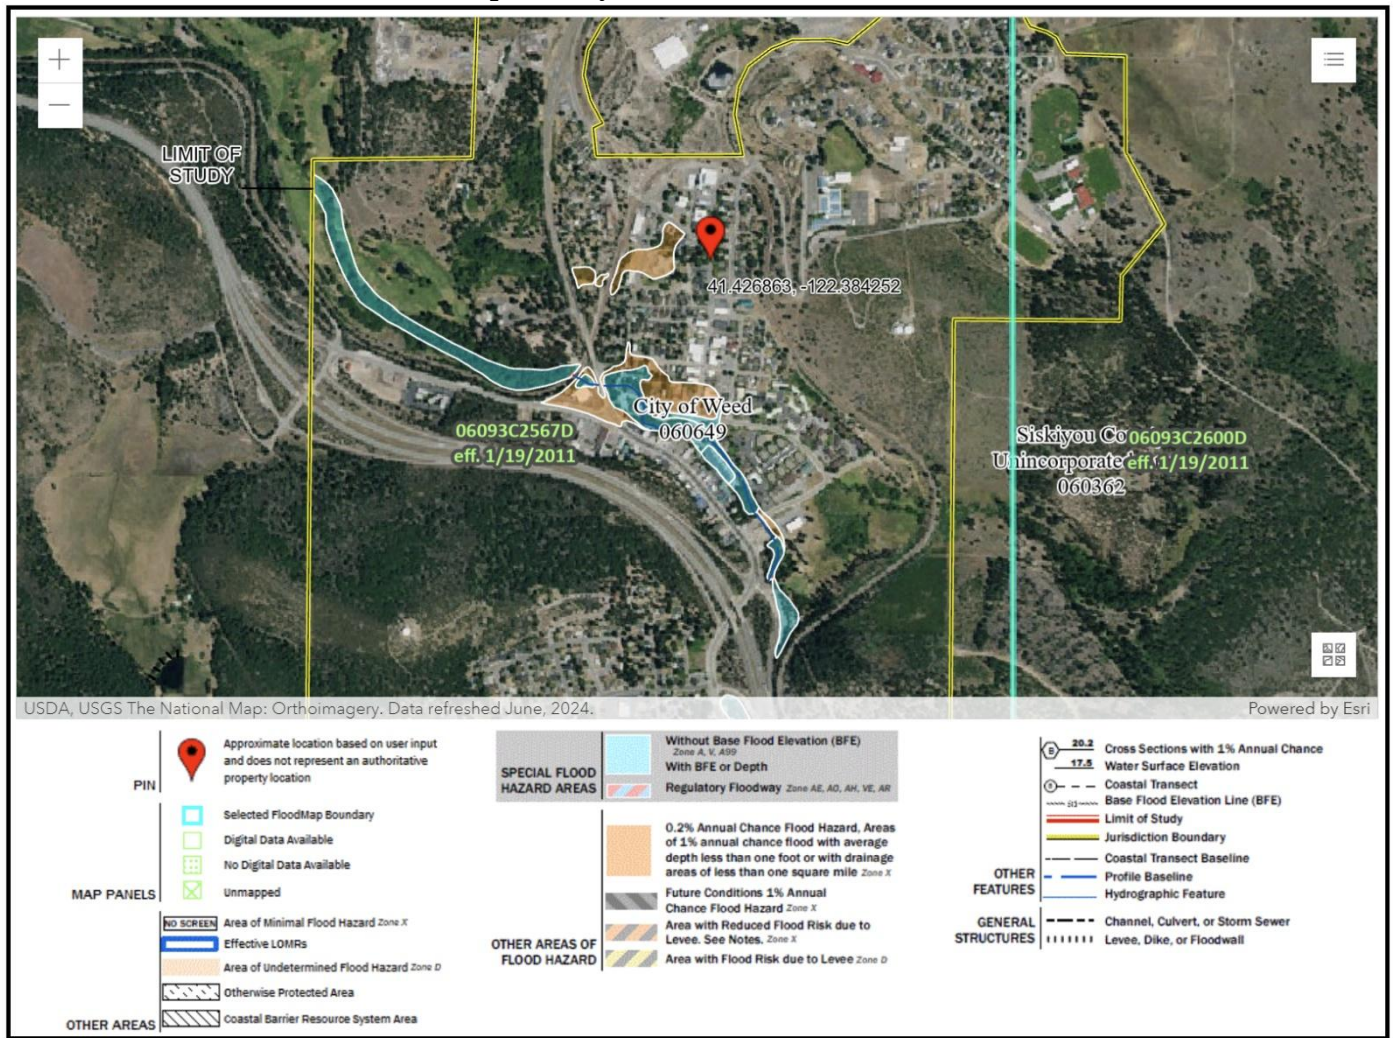 LIMIT OF
STUDY
41.426863, -122.384252
City of Weed
060649
06093C2567D
eff. 1/19/2011
Siskiyou Co
Unincorporate
060362
06093C2600D
eff. 1/19/2011
USDA, USGS The National Map: Orthoimagery. Data refreshed June, 2024.
Powered by Esri
PIN
Approximate location based on user input
and does not represent an authoritative
property location
MAP PANELS
Selected FloodMap Boundary
Digital Data Available
No Digital Data Available
Unmapped
OTHER AREAS
NO SCREEN Area of Minimal Flood Hazard Zone X
Effective LOMRs
Area of Undetermined Flood Hazard Zone D
Otherwise Protected Area
Coastal Barrier Resource System Area
SPECIAL FLOOD
HAZARD AREAS
Without Base Flood Elevation (BFE)
Zone A, V, A99
With BFE or Depth
Regulatory Floodway Zone AE, AO, AH, VE, AR
OTHER AREAS OF
FLOOD HAZARD
0.2% Annual Chance Flood Hazard, Areas
of 1% annual chance flood with average
depth less than one foot or with drainage
areas of less than one square mile Zone X
Future Conditions 1% Annual
Chance Flood Hazard Zone X
Area with Reduced Flood Risk due to
Levee. See Notes. Zone X
Area with Flood Risk due to Levee Zone D
OTHER
FEATURES
B 20.2 Cross Sections with 1% Annual Chance
17.5 Water Surface Elevation
Coastal Transect
Base Flood Elevation Line (BFE)
Limit of Study
Jurisdiction Boundary
Coastal Transect Baseline
Profile Baseline
Hydrographic Feature
GENERAL
STRUCTURES
Channel, Culvert, or Storm Sewer
Levee, Dike, or Floodwall